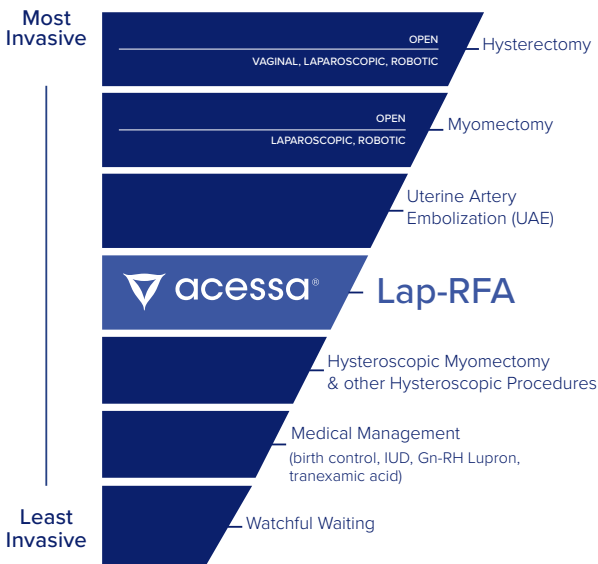 Most
Invasive
OPEN
VAGINAL, LAPAROSCOPIC, ROBOTIC
Hysterectomy
OPEN
LAPAROSCOPIC, ROBOTIC
Myomectomy
Uterine Artery
Embolization (UAE)
acessa®
Lap-RFA
Hysteroscopic Myomectomy
& other Hysteroscopic Procedures
Medical Management
(birth control, IUD, Gn-RH Lupron,
tranexamic acid)
Least
Invasive
Watchful Waiting